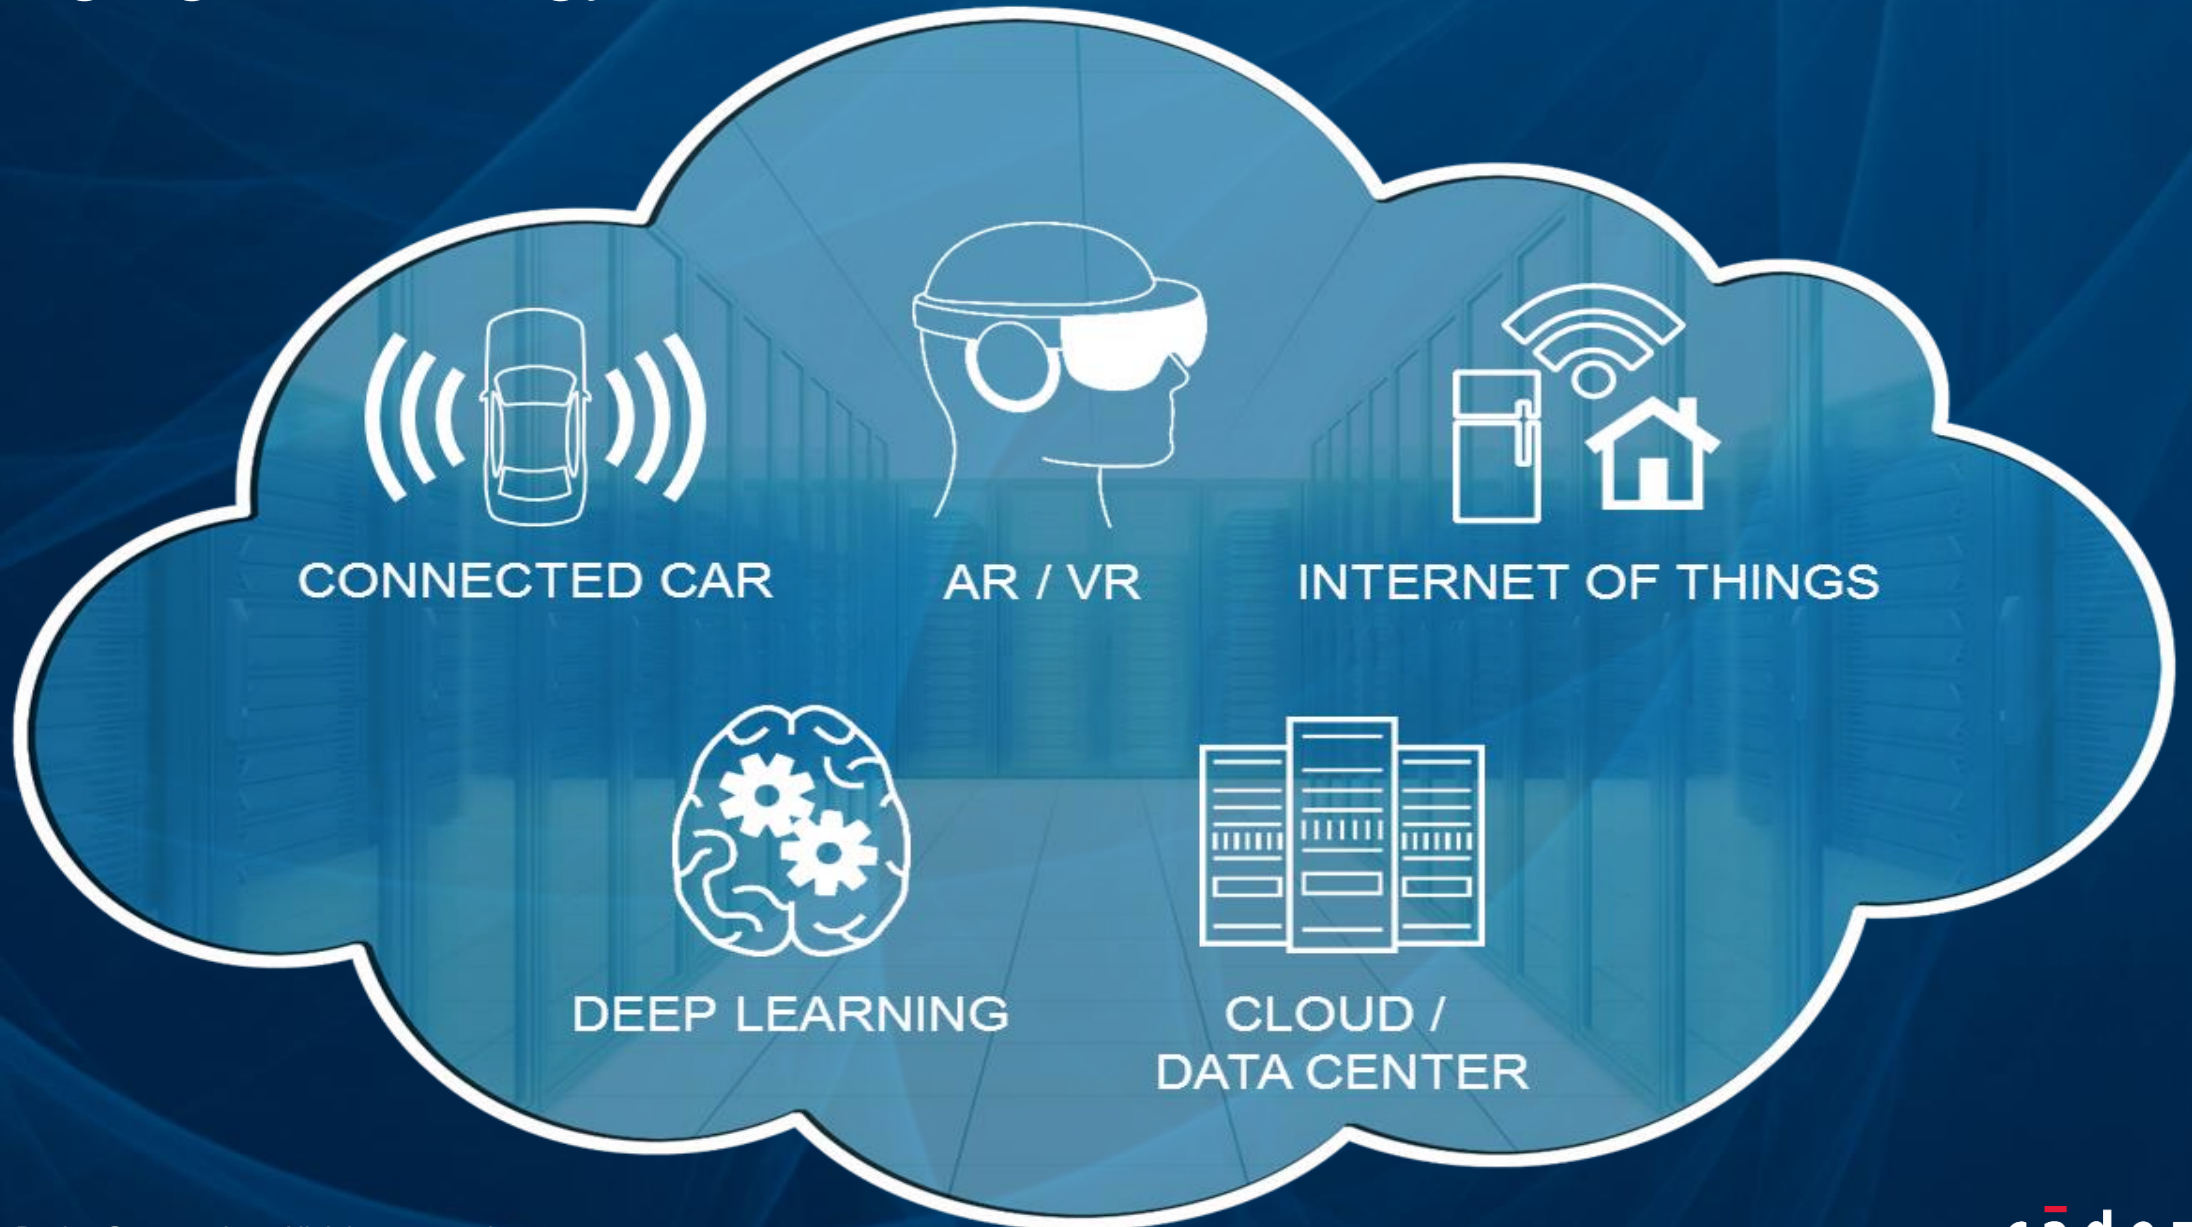 CONNECTED CAR
AR / VR
INTERNET OF THINGS
DEEP LEARNING
CLOUD /
DATA CENTER